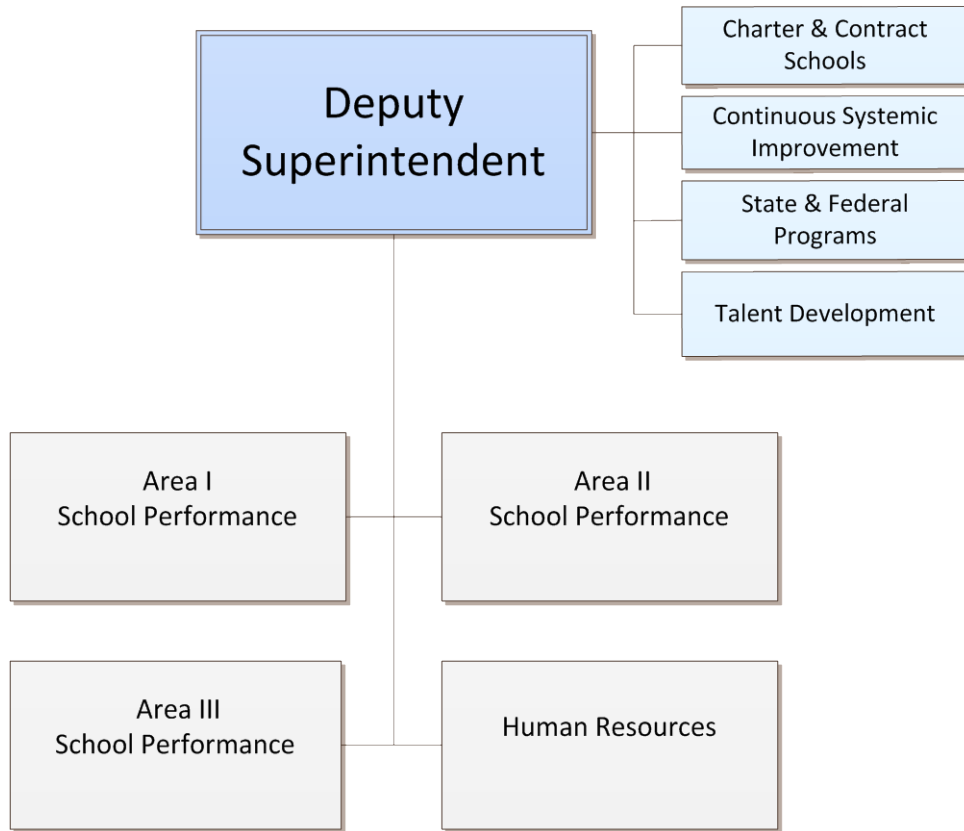 Deputy
Superintendent
Charter & Contract
Schools
Continuous Systemic
Improvement
State & Federal
Programs
Talent Development
Area I
School Performance
Area II
School Performance
Area III
School Performance
Human Resources